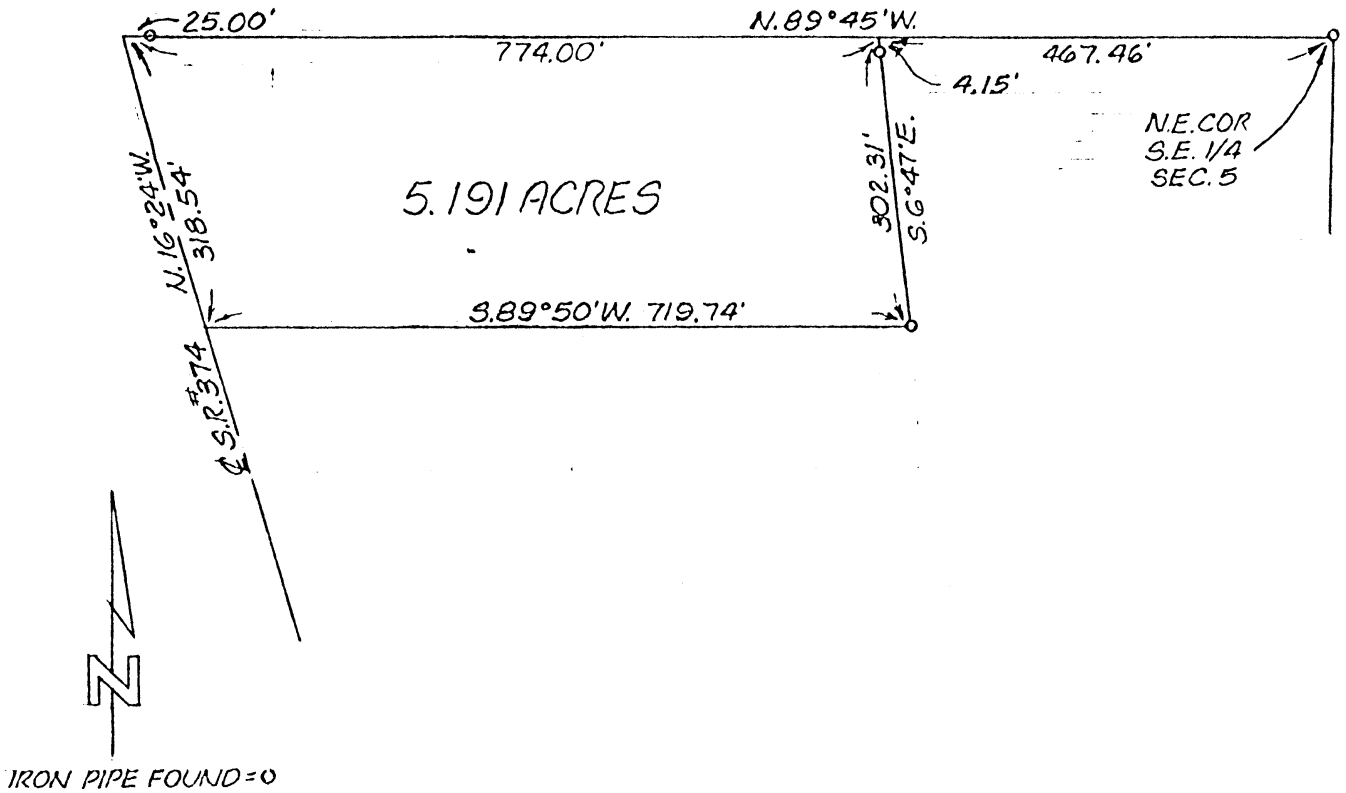 25.00'
N.89°45'W.
774.00'
467.46'
4.15'
N.E. COR
S.E. 1/4
SEC. 5
N.16°24'W.
318.54'
5.191 ACRES
302.31'
S.6°47'E.
S.89°50'W. 719.74'
℄ S.R.#374
N
IRON PIPE FOUND=O